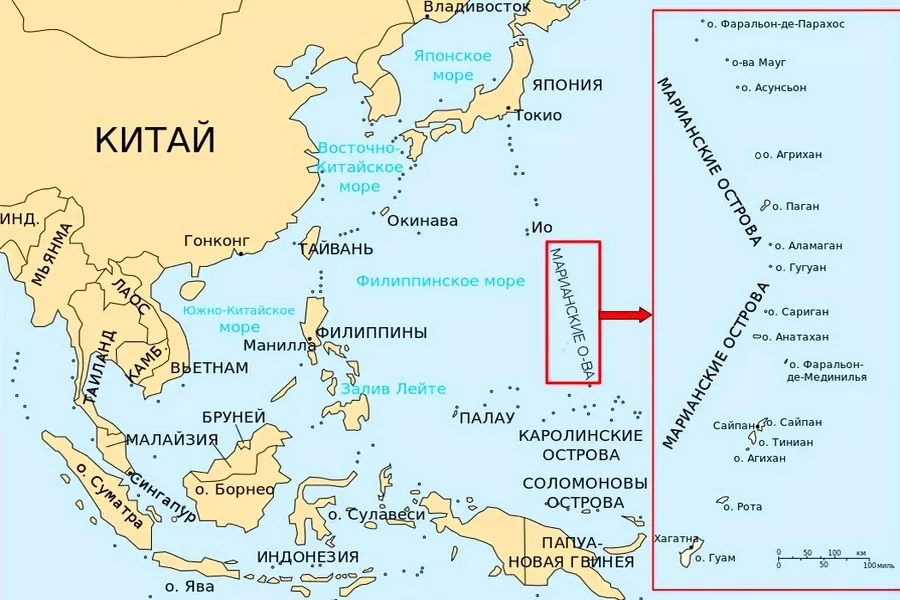 Владивосток
Японское
море
ЯПОНИЯ
Токио
КИТАЙ
Восточно-
Китайское
море
ИНД.
МЬЯНМА
Окинава
Ио
Гонконг
ТАЙВАНЬ
ЛАОС
Филиппинское море
Южно-Китайское
море
ФИЛИППИНЫ
Манилла
ТАИЛАНД
КАМБ.
ВЬЕТНАМ
Залив Лейте
МАРИАНСКИЕ О-ВА
БРУНЕЙ
ПАЛАУ
МАЛАЙЗИЯ
КАРОЛИНСКИЕ
ОСТРОВА
Сингапур
о. Суматра
о. Борнео
СОЛОМОНОВЫ
ОСТРОВА
о. Сулавеси
ИНДОНЕЗИЯ
ПАПУА-
НОВАЯ ГВИНЕЯ
о. Ява
о. Фаральон-де-Парахос
о-ва Мауг
о. Асунсьон
МАРИАНСКИЕ ОСТРОВА
о. Агрихан
о. Паган
о. Аламаган
о. Гугуан
МАРИАНСКИЕ ОСТРОВА
о. Сариган
о. Анатахан
о. Фаральон-
де-Мединилья
Сайпан
о. Сайпан
о. Тиниан
о. Агихан
о. Рота
Хагатна
о. Гуам
0 50 100 км
0 50 100 миль